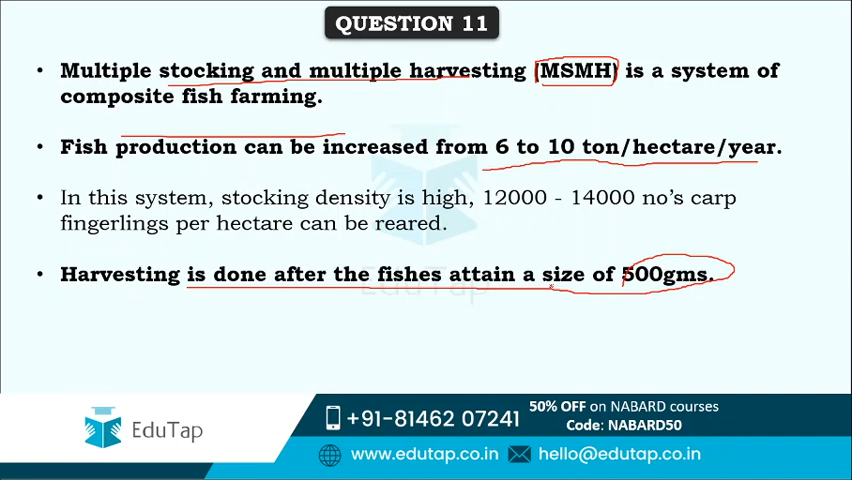 QUESTION 11
• Multiple stocking and multiple harvesting (MSMH) is a system of
composite fish farming.
• Fish production can be increased from 6 to 10 ton/hectare/year.
• In this system, stocking density is high, 12000 - 14000 no's carp
fingerlings per hectare can be reared.
• Harvesting is done after the fishes attain a size of 500gms.
EduTap
EduTap
+91-81462 07241
50% OFF on NABARD courses
Code: NABARD50
www.edutap.co.in
hello@edutap.co.in